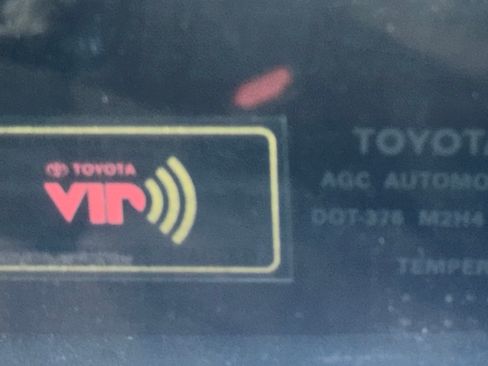 TOYOTA
VIP
TOYOTA
AGC AUTOMO
DOT-376 M2H4
TEMPER